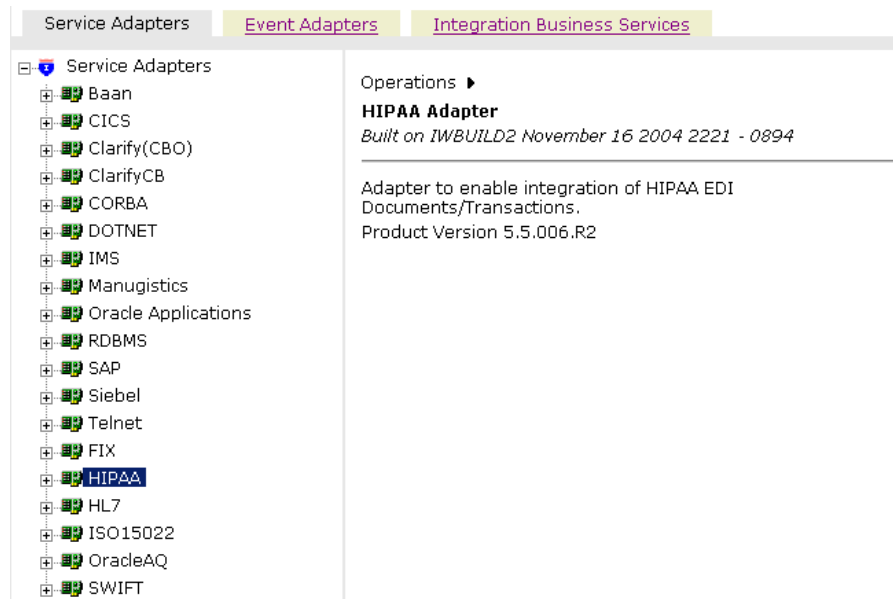 Service Adapters
Event Adapters
Integration Business Services
Service Adapters
Baan
CICS
Clarify(CBO)
ClarifyCB
CORBA
DOTNET
IMS
Manugistics
Oracle Applications
RDBMS
SAP
Siebel
Telnet
FIX
HIPAA
HL7
ISO15022
OracleAQ
SWIFT
Operations
HIPAA Adapter
Built on IWBUILD2 November 16 2004 2221 - 0894
Adapter to enable integration of HIPAA EDI
Documents/Transactions.
Product Version 5.5.006.R2